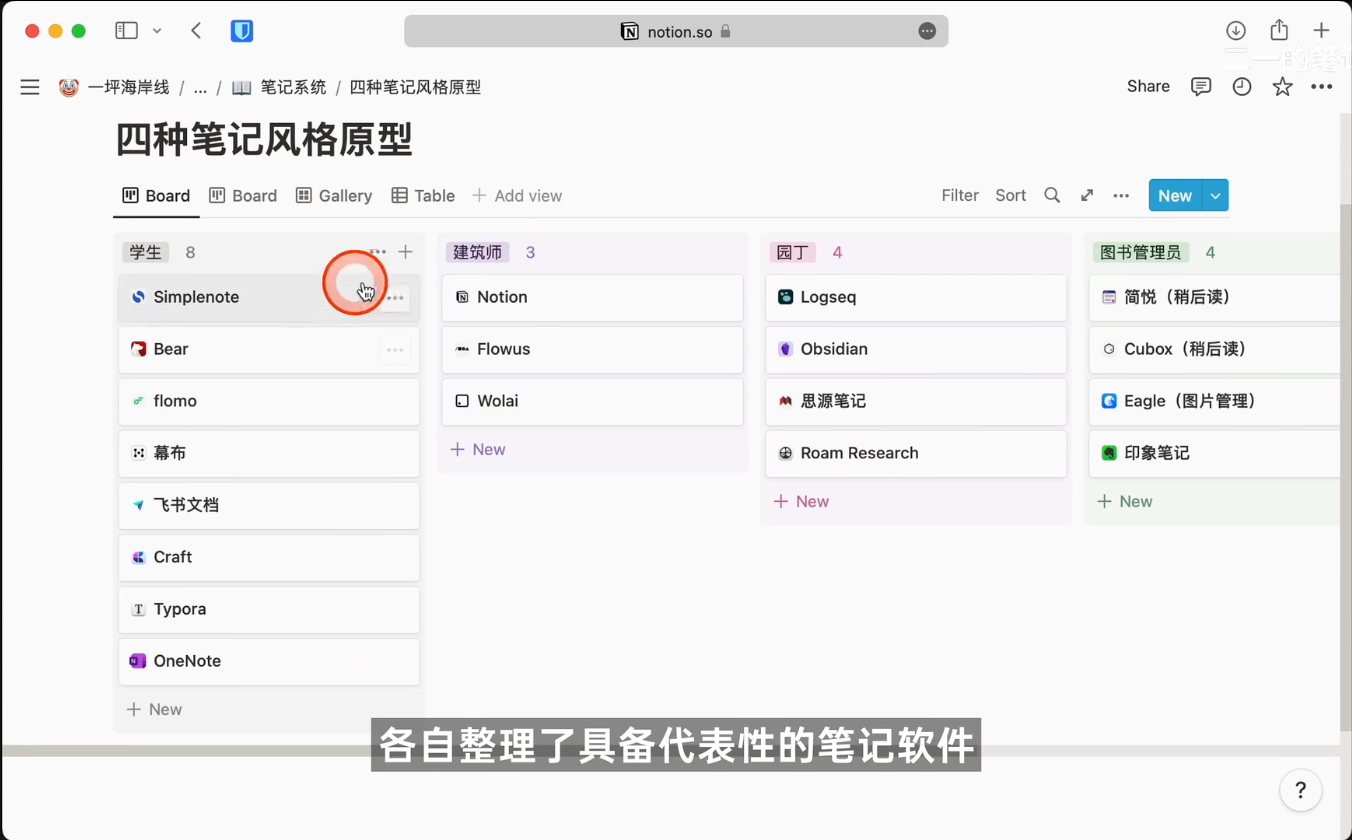 notion.so
二一的笔记
一坪海岸线 / ... / 笔记系统 / 四种笔记风格原型
Share
四种笔记风格原型
Board Board Gallery Table + Add view
Filter Sort New
学生 8
Simplenote
Bear
flomo
幕布
飞书文档
Craft
Typora
OneNote
+ New
建筑师 3
Notion
Flowus
Wolai
+ New
园丁 4
Logseq
Obsidian
思源笔记
Roam Research
+ New
图书管理员 4
简悦（稍后读）
Cubox（稍后读）
Eagle（图片管理）
印象笔记
+ New
各自整理了具备代表性的笔记软件
?